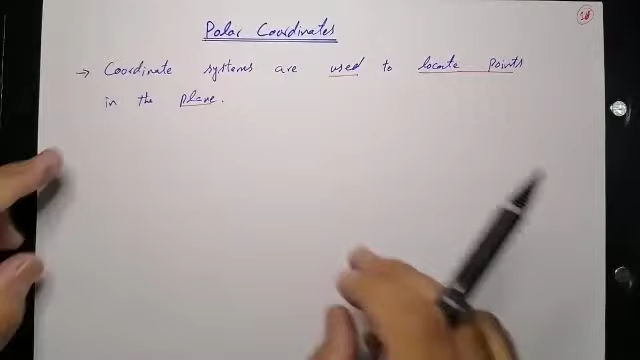 Polar Coordinates
→ Coordinate systems are used to locate points
in the plane.